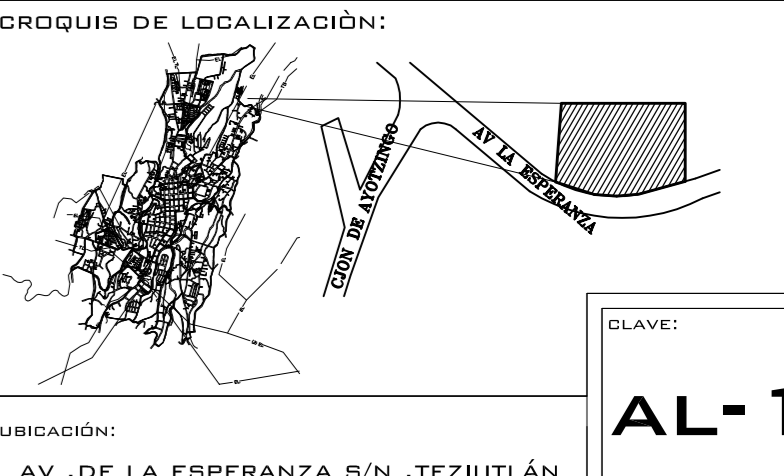 CROQUIS DE LOCALIZACIÒN:
AV LA ESPERANZA
CJON DE AYOTZINGO
CLAVE:
AL- 1
UBICACIÓN:
AV .DE LA ESPERANZA S/N .TEZIUTLÁN